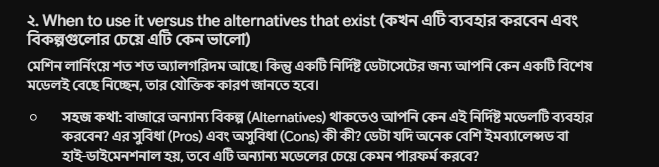 ২. When to use it versus the alternatives that exist (কখন এটি ব্যবহার করবেন এবং
বিকল্পগুলোর চেয়ে এটি কেন ভালো)
মেশিন লার্নিংয়ে শত শত অ্যালগরিদম আছে। কিন্তু একটি নির্দিষ্ট ডেটাসেটের জন্য আপনি কেন একটি বিশেষ
মডেলই বেছে নিচ্ছেন, তার যৌক্তিক কারণ জানতে হবে।
○ সহজ কথা: বাজারে অন্যান্য বিকল্প (Alternatives) থাকতেও আপনি কেন এই নির্দিষ্ট মডেলটি ব্যবহার
করবেন? এর সুবিধা (Pros) এবং অসুবিধা (Cons) কী কী? ডেটা যদি অনেক বেশি ইমব্যালেন্সড বা
হাই-ডাইমেনশনাল হয়, তবে এটি অন্যান্য মডেলের চেয়ে কেমন পারফর্ম করবে?